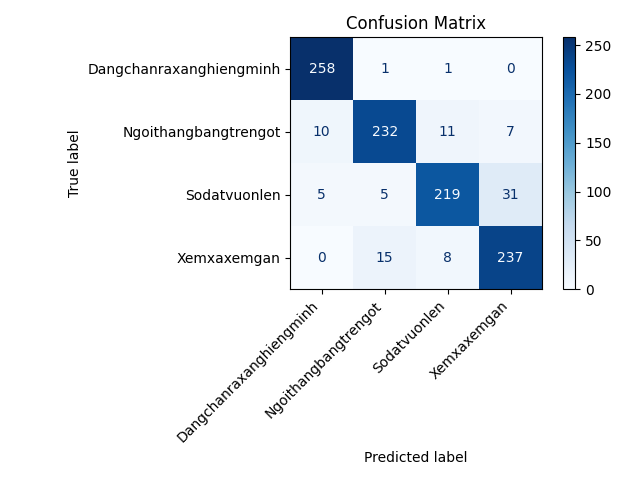 Confusion Matrix
Dangchanraxanghiengminh 258 1 1 0
Ngoithangbangtrengot 10 232 11 7
Sodatvuonlen 5 5 219 31
Xemxaxemgan 0 15 8 237
True label
Dangchanraxanghiengminh
Ngoithangbangtrengot
Sodatvuonlen
Xemxaxemgan
Predicted label
250
200
150
100
50
0